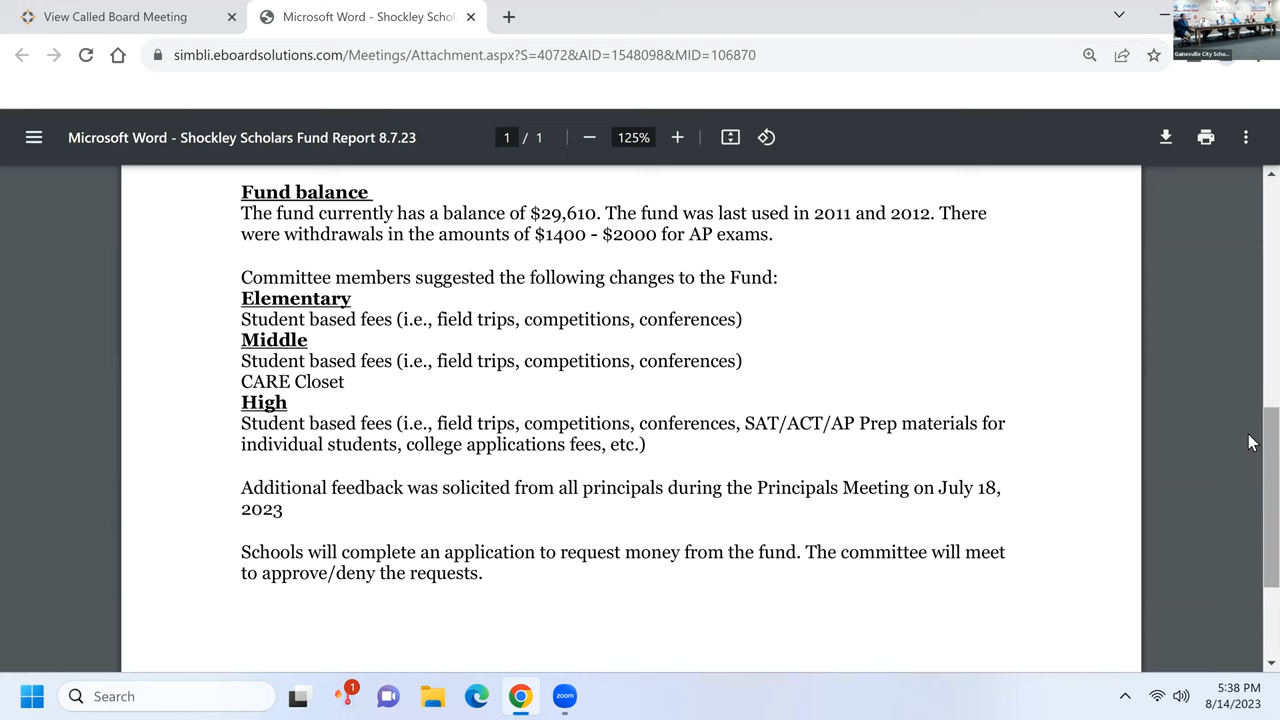 View Called Board Meeting
Microsoft Word - Shockley Schol
simbli.eboardsolutions.com/Meetings/Attachment.aspx?S=4072&AID=1548098&MID=106870
Gainesville City Scho...
Microsoft Word - Shockley Scholars Fund Report 8.7.23
1 / 1
125%
Fund balance
The fund currently has a balance of $29,610. The fund was last used in 2011 and 2012. There
were withdrawals in the amounts of $1400 - $2000 for AP exams.
Committee members suggested the following changes to the Fund:
Elementary
Student based fees (i.e., field trips, competitions, conferences)
Middle
Student based fees (i.e., field trips, competitions, conferences)
CARE Closet
High
Student based fees (i.e., field trips, competitions, conferences, SAT/ACT/AP Prep materials for
individual students, college applications fees, etc.)
Additional feedback was solicited from all principals during the Principals Meeting on July 18,
2023
Schools will complete an application to request money from the fund. The committee will meet
to approve/deny the requests.
Search
1
zoom
5:38 PM
8/14/2023